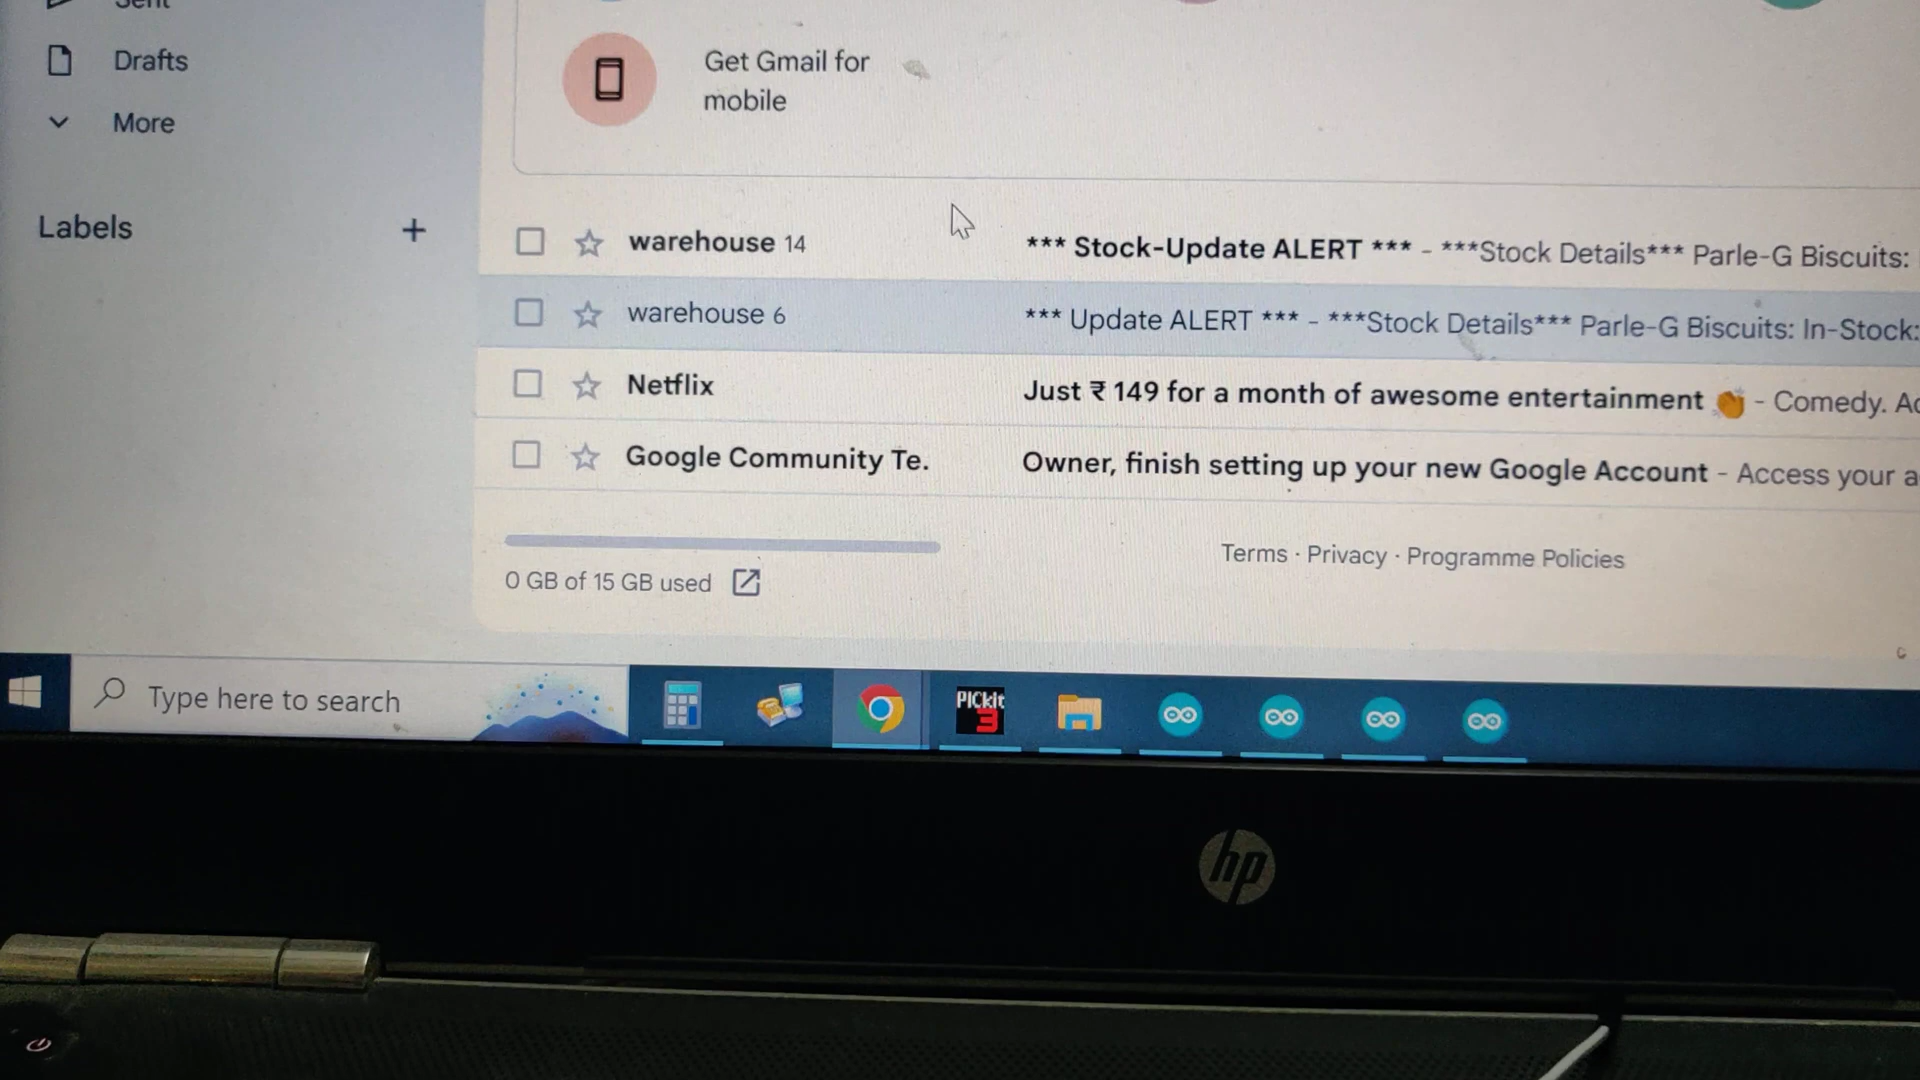 Sent
Drafts
More
Labels
Get Gmail for
mobile
warehouse 14 *** Stock-Update ALERT *** - ***Stock Details*** Parle-G Biscuits:
warehouse 6 *** Update ALERT *** - ***Stock Details*** Parle-G Biscuits: In-Stock:
Netflix Just ₹ 149 for a month of awesome entertainment 👏 - Comedy. Ac
Google Community Te. Owner, finish setting up your new Google Account - Access your a
0 GB of 15 GB used
Terms · Privacy · Programme Policies
Type here to search
PICkit
3
hp